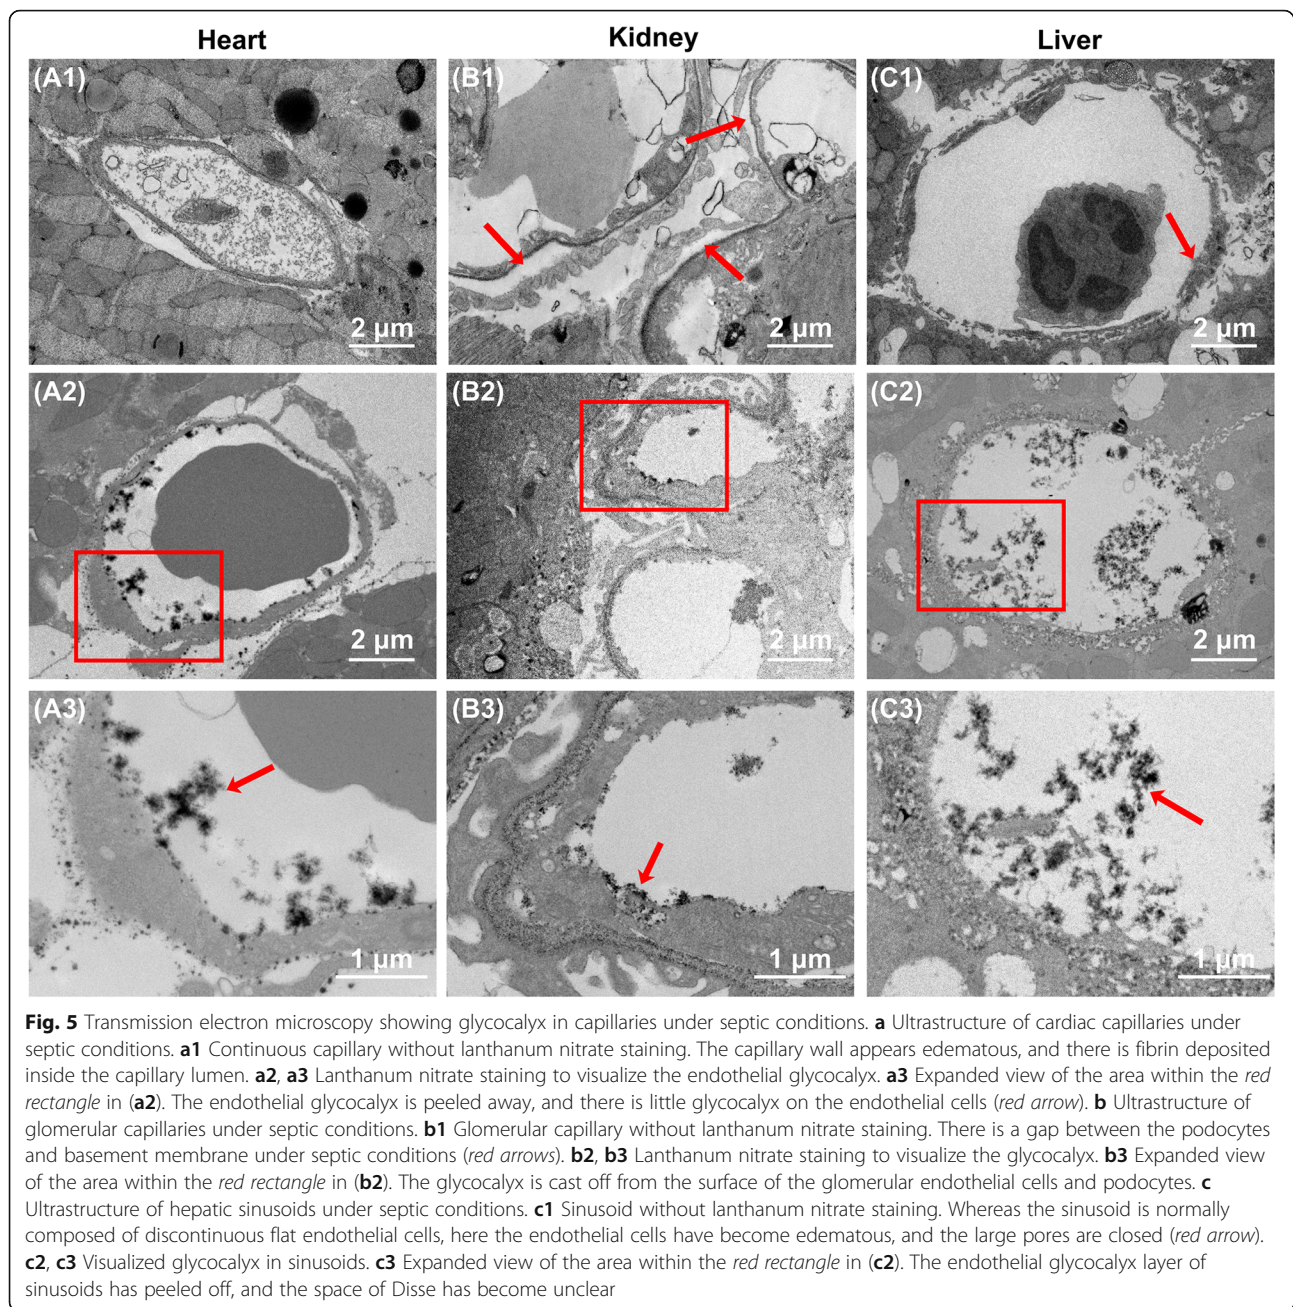 Heart Kidney Liver
(A1) (B1) (C1)
2 µm 2 µm 2 µm
(A2) (B2) (C2)
2 µm 2 µm 2 µm
(A3) (B3) (C3)
1 µm 1 µm 1 µm
Fig. 5 Transmission electron microscopy showing glycocalyx in capillaries under septic conditions. a Ultrastructure of cardiac capillaries under
septic conditions. a1 Continuous capillary without lanthanum nitrate staining. The capillary wall appears edematous, and there is fibrin deposited
inside the capillary lumen. a2, a3 Lanthanum nitrate staining to visualize the endothelial glycocalyx. a3 Expanded view of the area within the red
rectangle in (a2). The endothelial glycocalyx is peeled away, and there is little glycocalyx on the endothelial cells (red arrow). b Ultrastructure of
glomerular capillaries under septic conditions. b1 Glomerular capillary without lanthanum nitrate staining. There is a gap between the podocytes
and basement membrane under septic conditions (red arrows). b2, b3 Lanthanum nitrate staining to visualize the glycocalyx. b3 Expanded view
of the area within the red rectangle in (b2). The glycocalyx is cast off from the surface of the glomerular endothelial cells and podocytes. c
Ultrastructure of hepatic sinusoids under septic conditions. c1 Sinusoid without lanthanum nitrate staining. Whereas the sinusoid is normally
composed of discontinuous flat endothelial cells, here the endothelial cells have become edematous, and the large pores are closed (red arrow).
c2, c3 Visualized glycocalyx in sinusoids. c3 Expanded view of the area within the red rectangle in (c2). The endothelial glycocalyx layer of
sinusoids has peeled off, and the space of Disse has become unclear